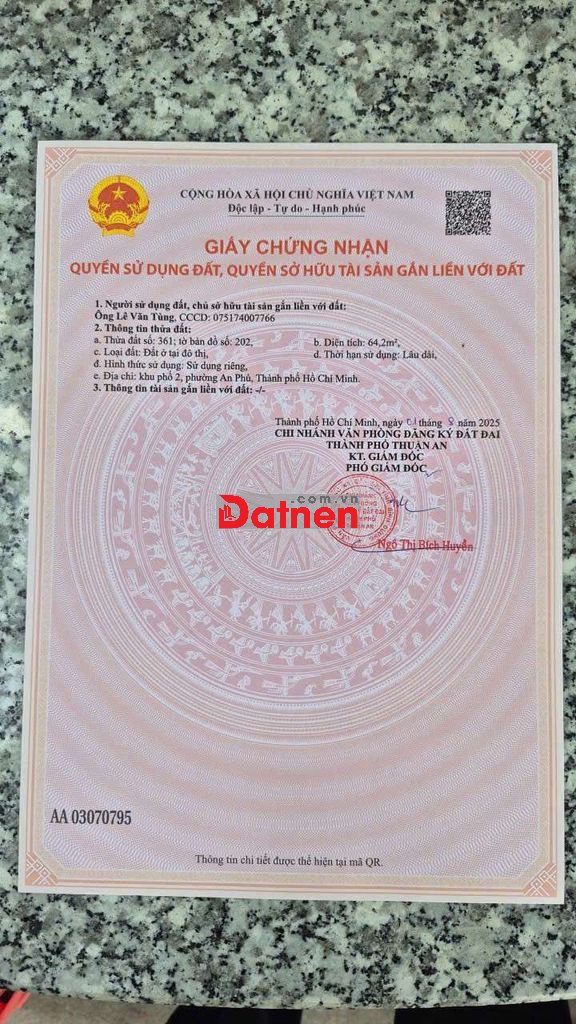 CỘNG HÒA XÃ HỘI CHỦ NGHĨA VIỆT NAM
Độc lập - Tự do - Hạnh phúc
GIẤY CHỨNG NHẬN
QUYỀN SỬ DỤNG ĐẤT, QUYỀN SỞ HỮU TÀI SẢN GẮN LIỀN VỚI ĐẤT
1. Người sử dụng đất, chủ sở hữu tài sản gắn liền với đất:
Ông Lê Văn Tùng, CCCD: 075174007766
2. Thông tin thửa đất:
a. Thửa đất số: 361; tờ bản đồ số: 202, b. Diện tích: 64,2m²,
c. Loại đất: Đất ở tại đô thị, d. Thời hạn sử dụng: Lâu dài,
đ. Hình thức sử dụng: Sử dụng riêng,
e. Địa chỉ: khu phố 2, phường An Phú, Thành phố Hồ Chí Minh.
3. Thông tin tài sản gắn liền với đất: -/-
Thành phố Hồ Chí Minh, ngày 01 tháng 8 năm 2025
CHI NHÁNH VĂN PHÒNG ĐĂNG KÝ ĐẤT ĐAI
THÀNH PHỐ THUẬN AN
KT. GIÁM ĐỐC
PHÓ GIÁM ĐỐC
.com.vn
Datnen
Ngô Thị Bích Huyền
AA 03070795
Thông tin chi tiết được thể hiện tại mã QR.